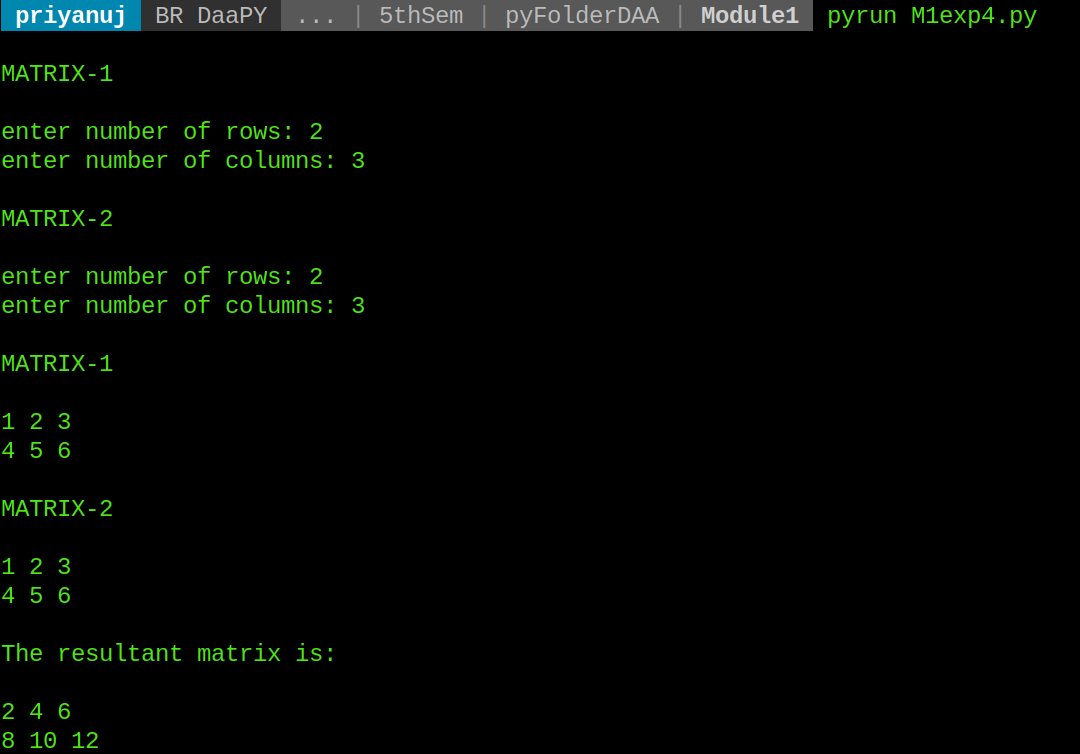 priyanuj BR DaaPY ... | 5thSem | pyFolderDAA | Module1 pyrun M1exp4.py
MATRIX-1
enter number of rows: 2
enter number of columns: 3
MATRIX-2
enter number of rows: 2
enter number of columns: 3
MATRIX-1
1 2 3
4 5 6
MATRIX-2
1 2 3
4 5 6
The resultant matrix is:
2 4 6
8 10 12